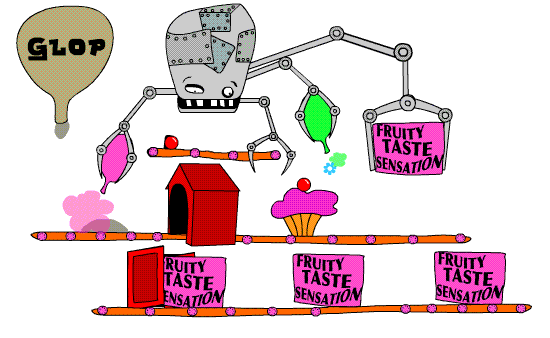 GLOP
FRUITY
TASTE
SENSATION
FRUITY
TASTE
SENSATION
FRUITY
TASTE
SENSATION
FRUITY
TASTE
SENSATION